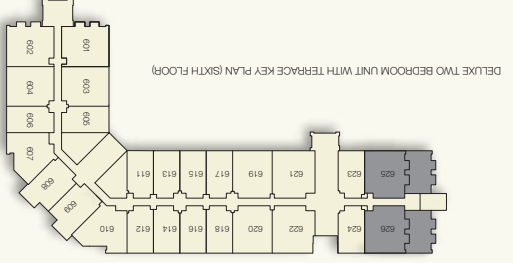 626 624 622 620 618 616 614 612 610
609
608
625 623 621 619 617 615 613 611
607
605 606
603 604
DELUXE TWO BEDROOM UNIT WITH TERRACE KEY PLAN (SIXTH FLOOR)
601 602